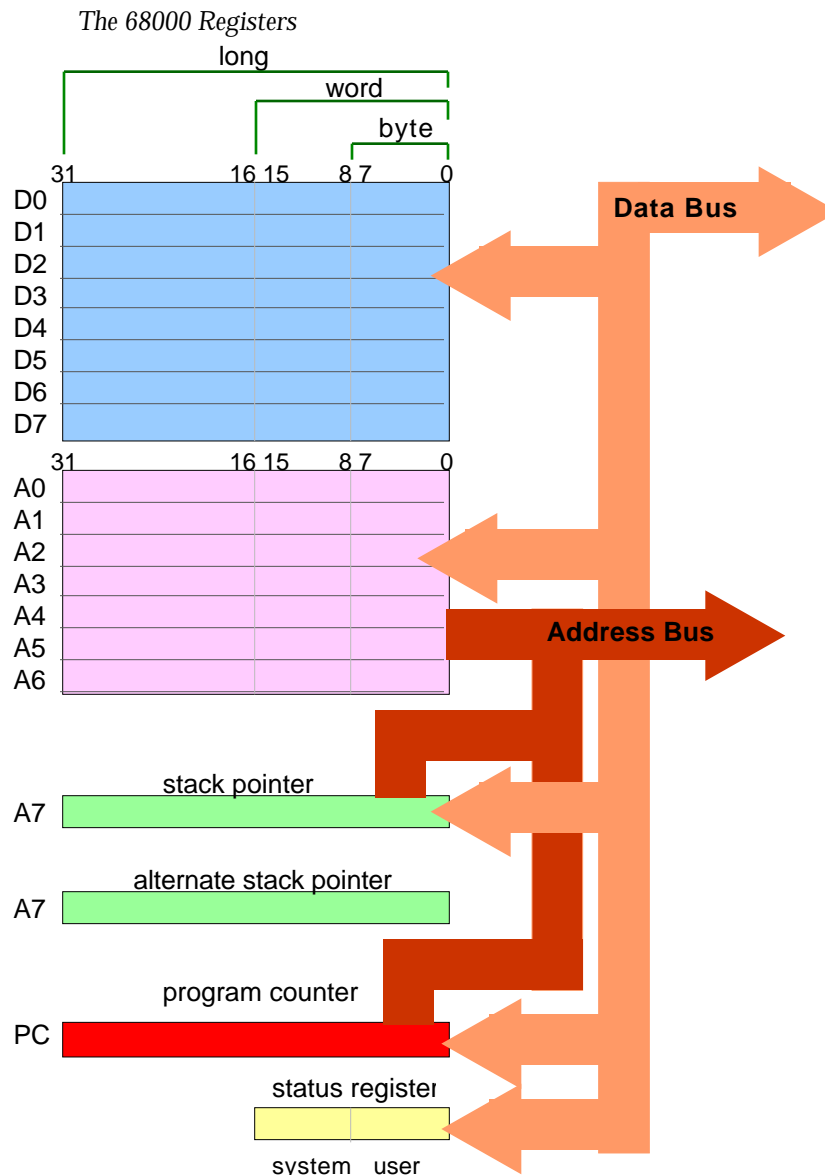 The 68000 Registers
long
word
byte
31 16 15 8 7 0
D0
Data Bus
D1
D2
D3
D4
D5
D6
D7
31 16 15 8 7 0
A0
A1
A2
A3
A4
Address Bus
A5
A6
stack pointer
A7
alternate stack pointer
A7
program counter
PC
status register
system user